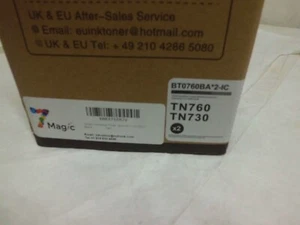 UK & EU After-Sales Service
Email: euinktoner@hotmail.com
UK & EU Tel: + 49 210 4266 5080
BT0760BA*2-IC
TN760
TN730
x2
Magic